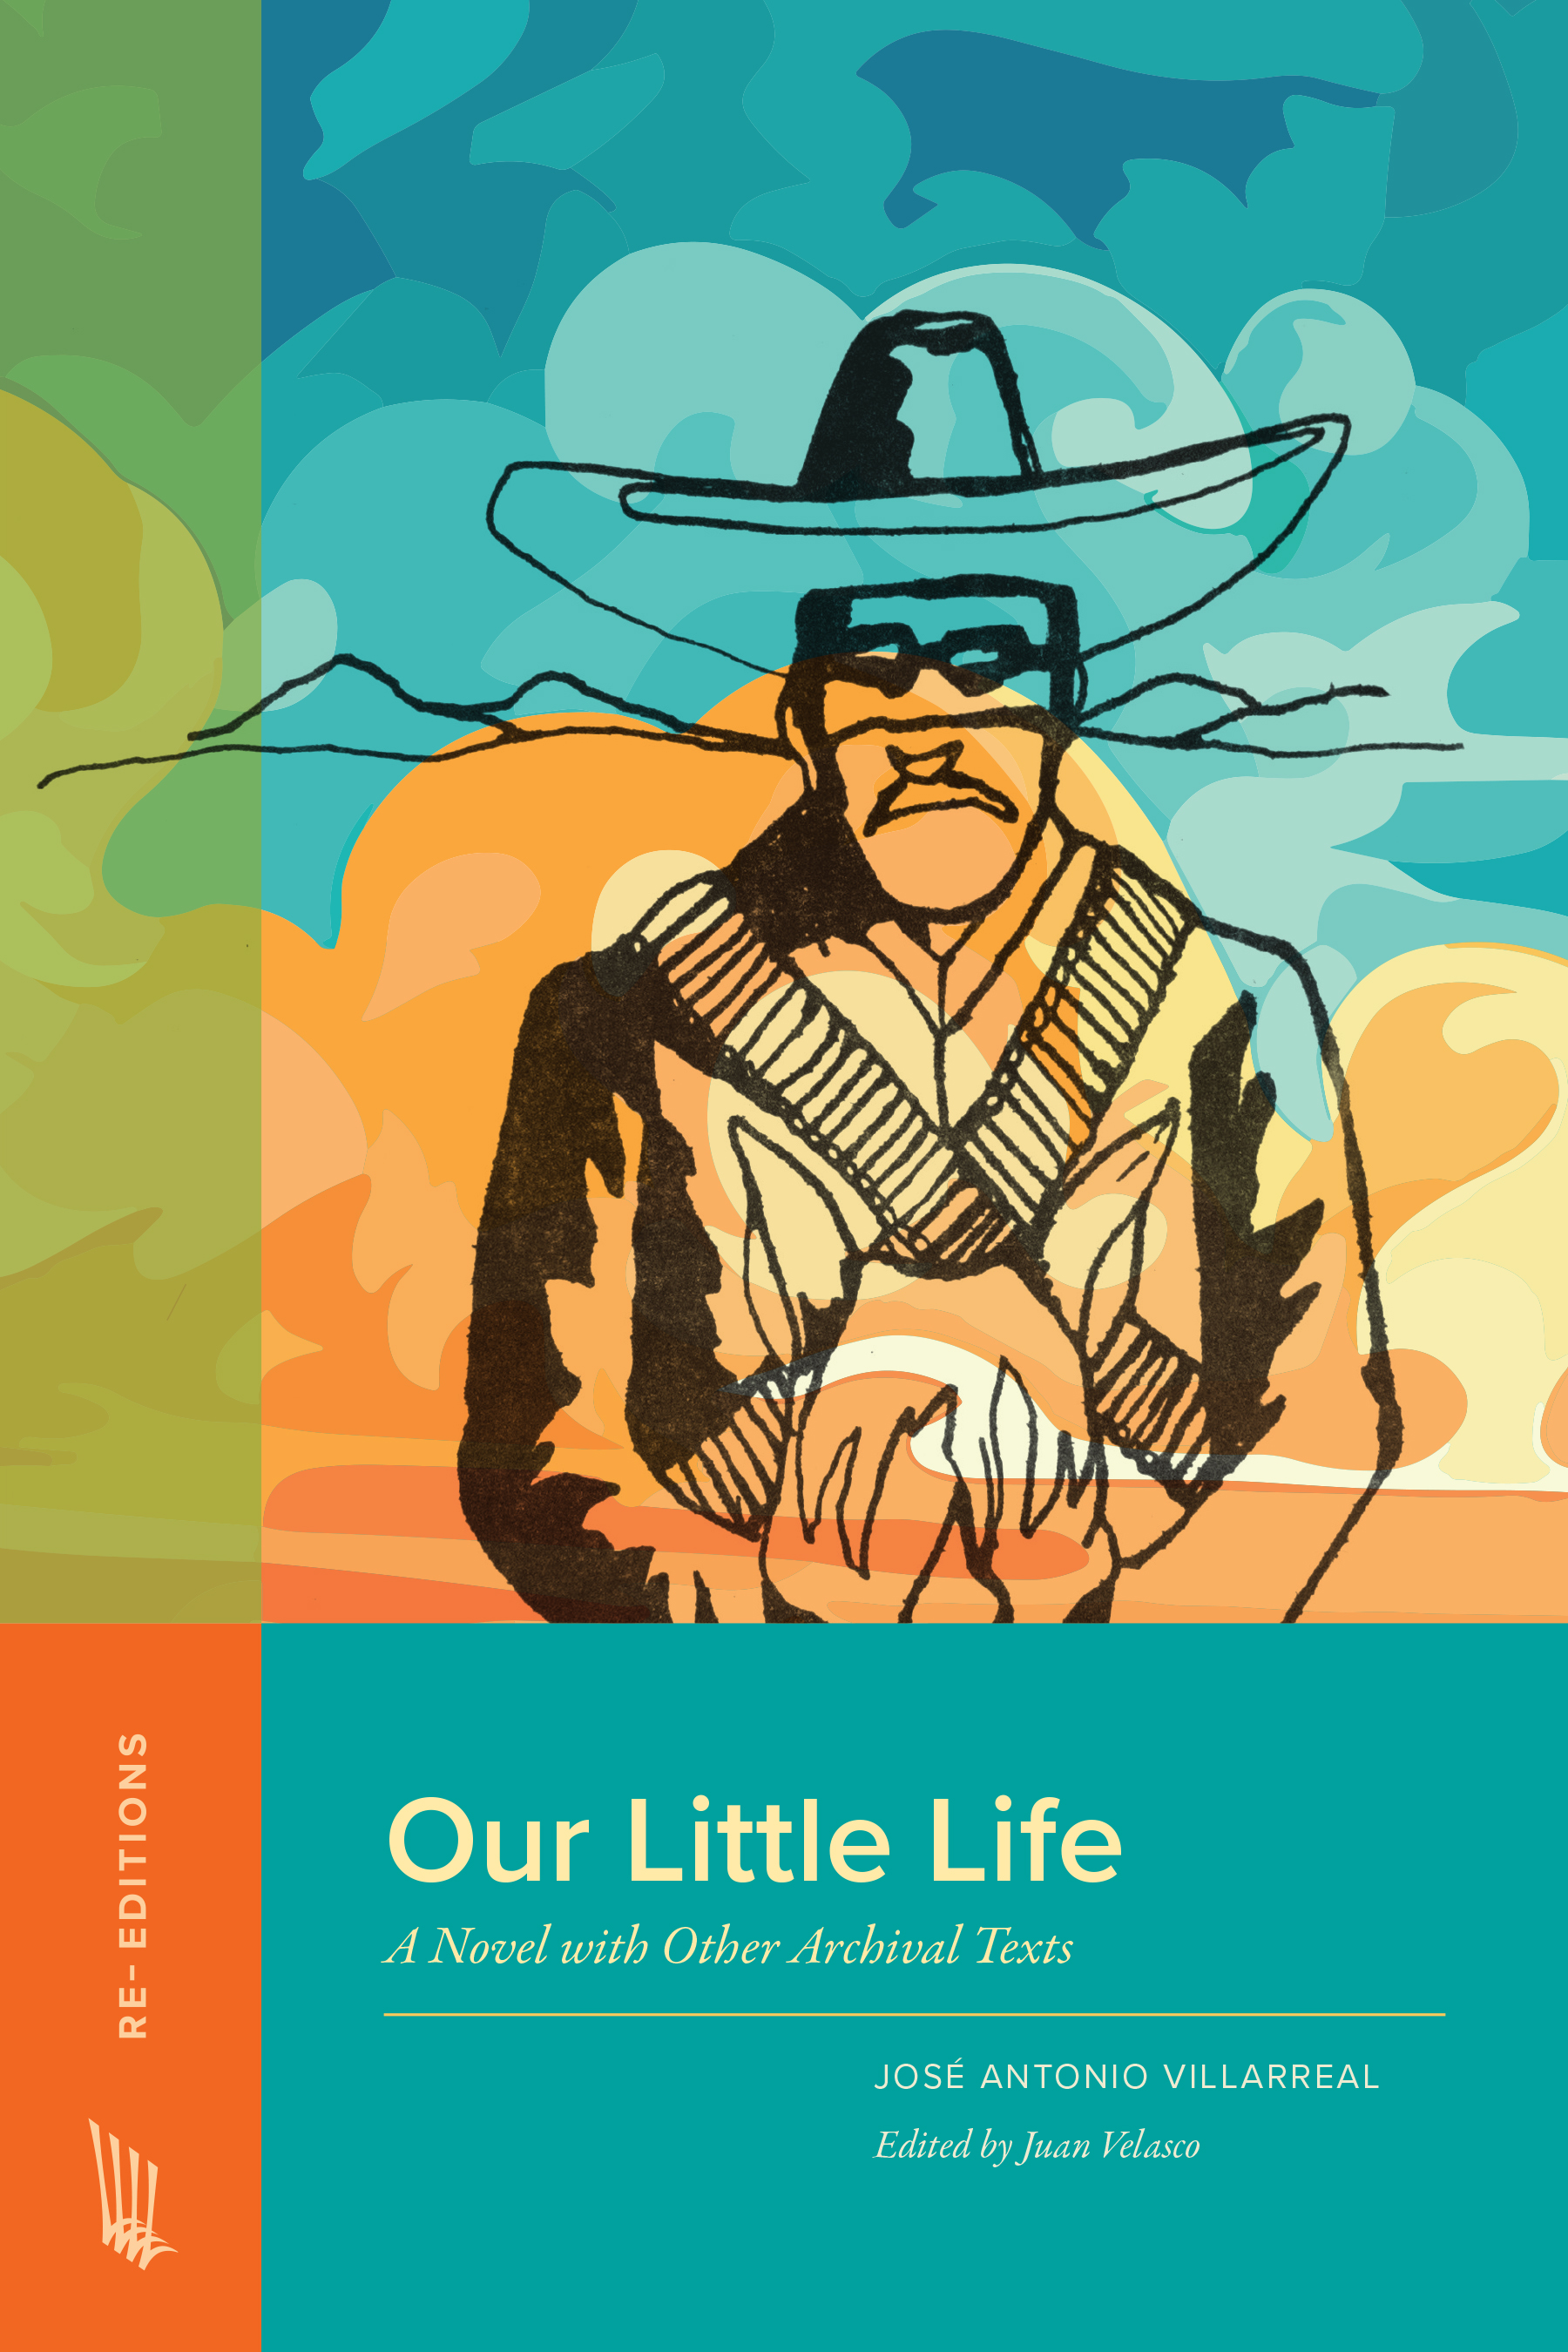 Our Little Life
A Novel with Other Archival Texts
JOSÉ ANTONIO VILLARREAL
Edited by Juan Velasco
RE-EDITIONS